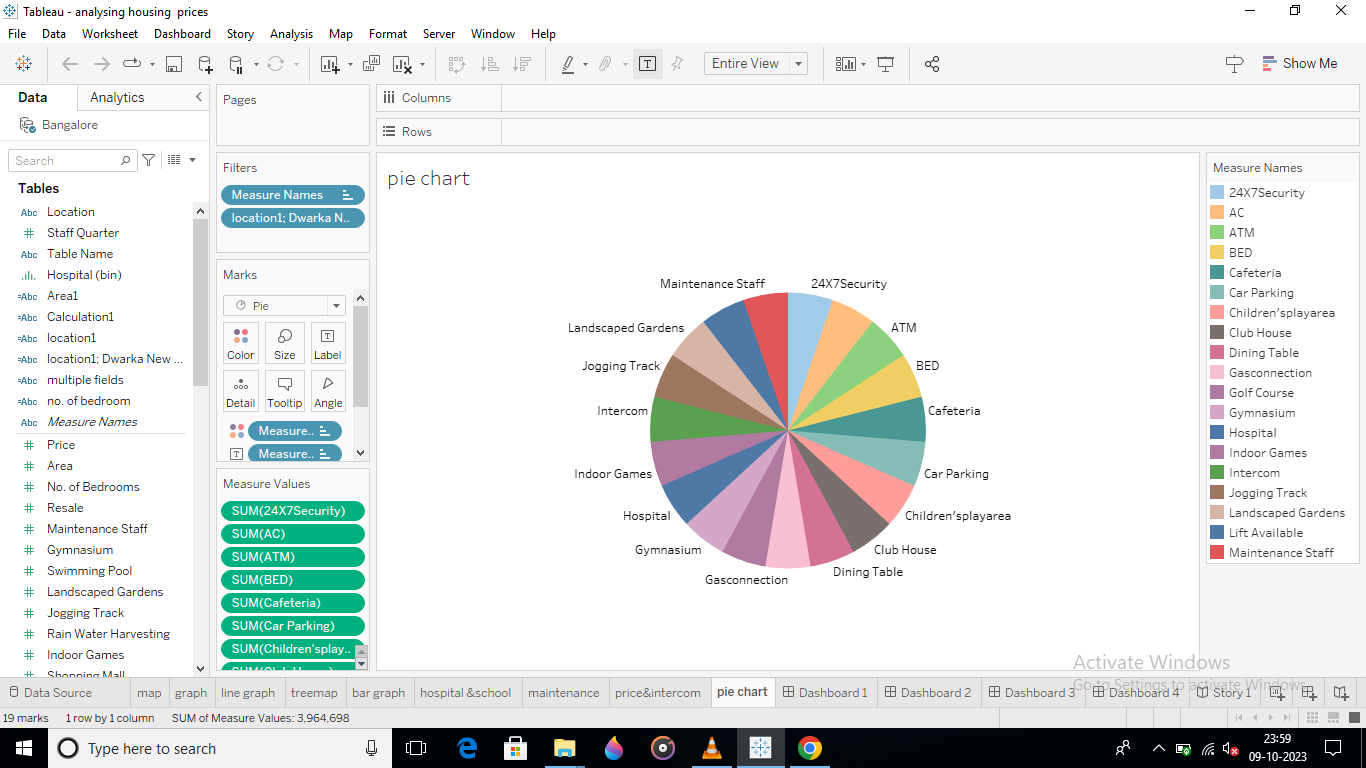 Tableau - analysing housing  prices
File Data Worksheet Dashboard Story Analysis Map Format Server Window Help
Entire View
Show Me
Data Analytics
Bangalore
Search
Tables
Abc Location
# Staff Quarter
Abc Table Name
Hospital (bin)
=Abc Area1
=Abc Calculation1
=Abc location1
=Abc location1; Dwarka New ...
=Abc multiple fields
=Abc no. of bedroom
Abc Measure Names
# Price
# Area
# No. of Bedrooms
# Resale
# Maintenance Staff
# Gymnasium
# Swimming Pool
# Landscaped Gardens
# Jogging Track
# Rain Water Harvesting
# Indoor Games
# Shopping Mall
Pages
Filters
Measure Names
location1; Dwarka N..
Marks
Pie
Color Size Label
Detail Tooltip Angle
Measure..
Measure..
Measure Values
SUM(24X7Security)
SUM(AC)
SUM(ATM)
SUM(BED)
SUM(Cafeteria)
SUM(Car Parking)
SUM(Children'splay..
SUM(Club House)
Columns
Rows
pie chart
Maintenance Staff
24X7Security
Landscaped Gardens
ATM
Jogging Track
BED
Intercom
Cafeteria
Indoor Games
Car Parking
Hospital
Children'splayarea
Gymnasium
Club House
Gasconnection
Dining Table
Measure Names
24X7Security
AC
ATM
BED
Cafeteria
Car Parking
Children'splayarea
Club House
Dining Table
Gasconnection
Golf Course
Gymnasium
Hospital
Indoor Games
Intercom
Jogging Track
Landscaped Gardens
Lift Available
Maintenance Staff
Activate Windows
Go to Settings to activate Windows.
Data Source map graph line graph treemap bar graph hospital &school maintenance price&intercom pie chart Dashboard 1 Dashboard 2 Dashboard 3 Dashboard 4 Story 1
19 marks 1 row by 1 column SUM of Measure Values: 3,964,698
Type here to search
23:59
09-10-2023